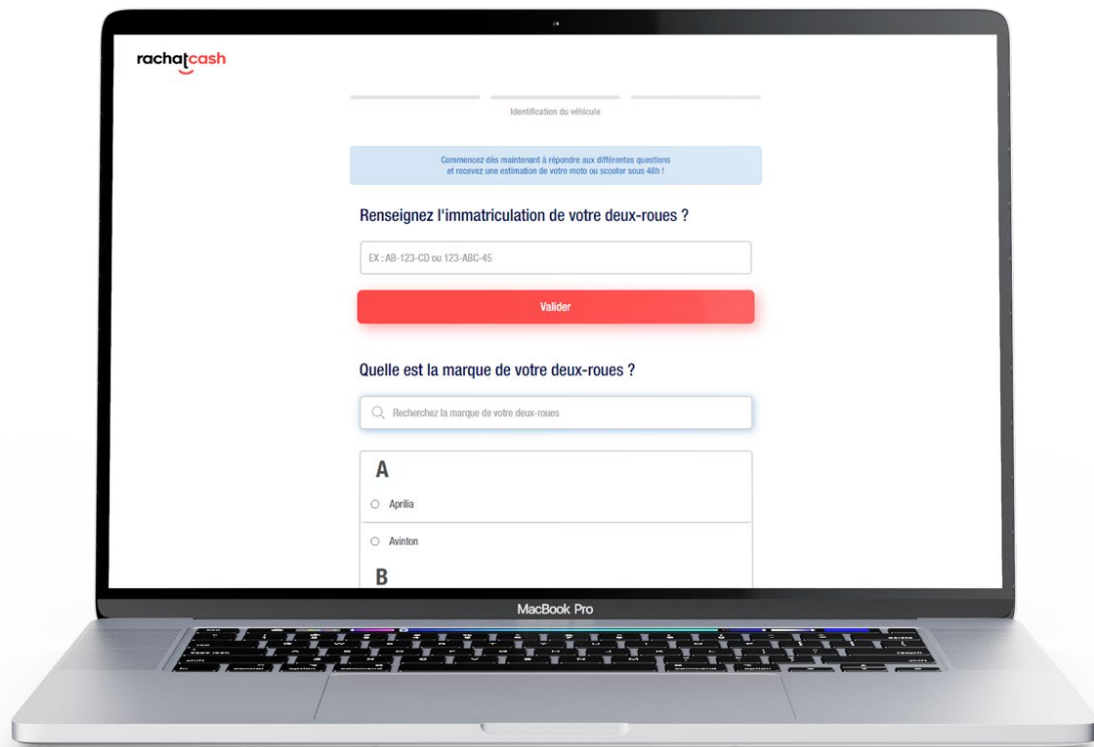 rachatcash
Identification du véhicule
Commencez dès maintenant à répondre aux différentes questions
et recevez une estimation de votre moto ou scooter sous 48h !
Renseignez l'immatriculation de votre deux-roues ?
EX : AB-123-CD ou 123-ABC-45
Valider
Quelle est la marque de votre deux-roues ?
Recherchez la marque de votre deux-roues
A
Aprilia
Avinton
B
MacBook Pro